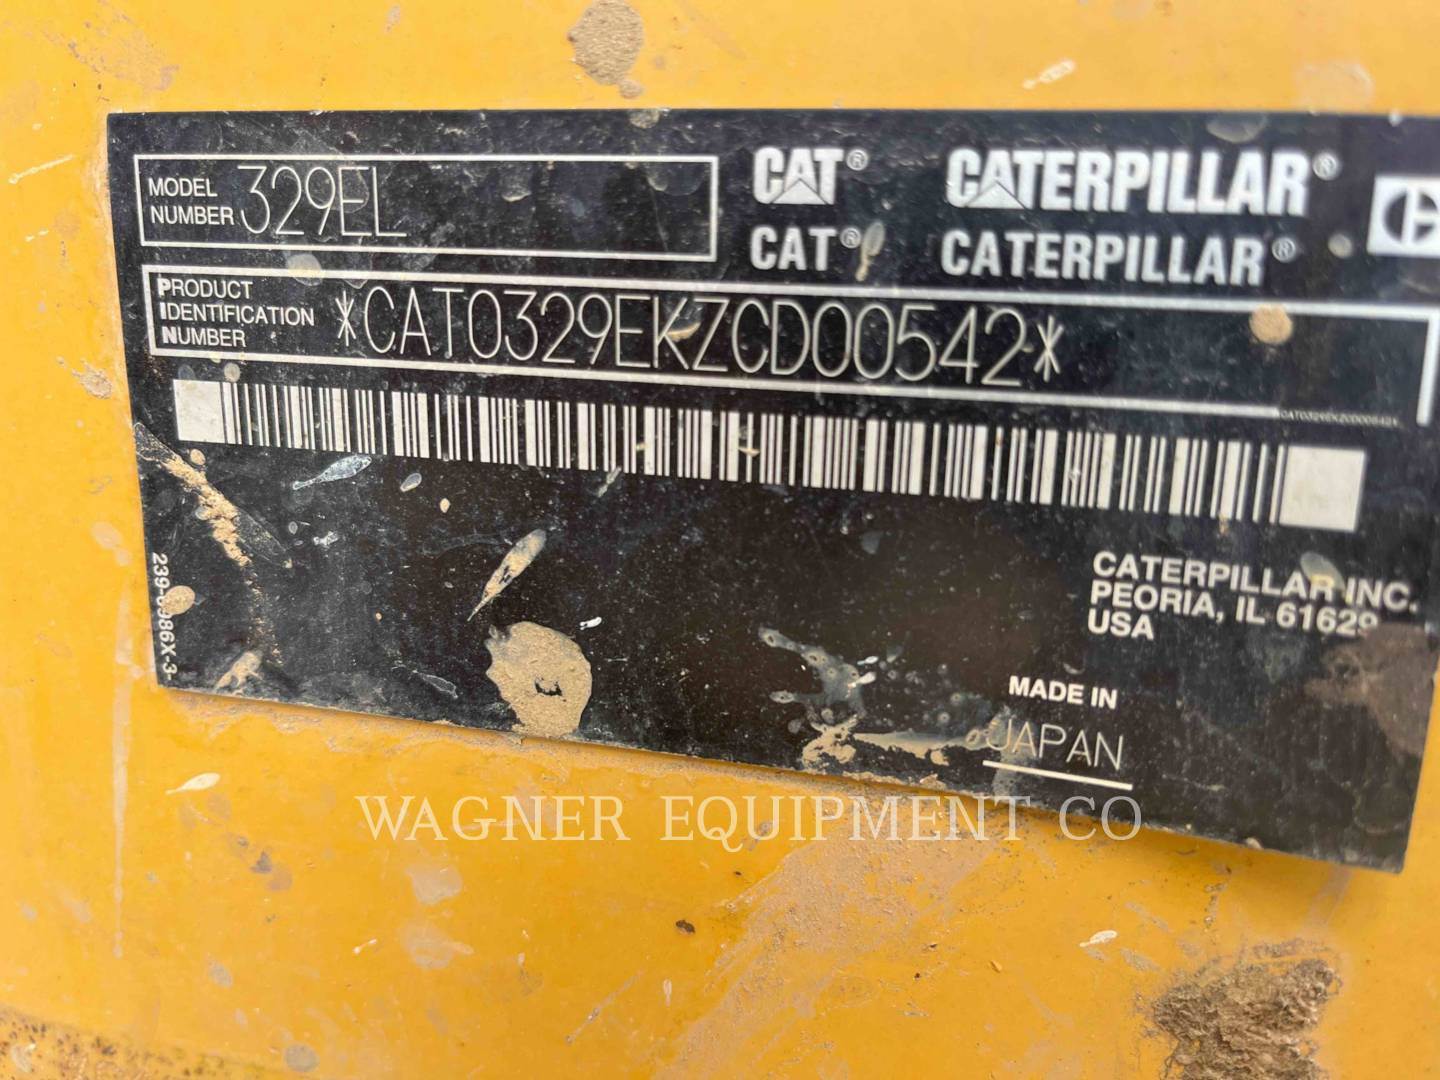 MODEL
NUMBER 329EL
CAT® CATERPILLAR®
CAT® CATERPILLAR®
PRODUCT
IDENTIFICATION
NUMBER
*CAT0329EKZCD00542*
CATERPILLAR INC.
PEORIA, IL 61629
USA
MADE IN
JAPAN
WAGNER EQUIPMENT CO